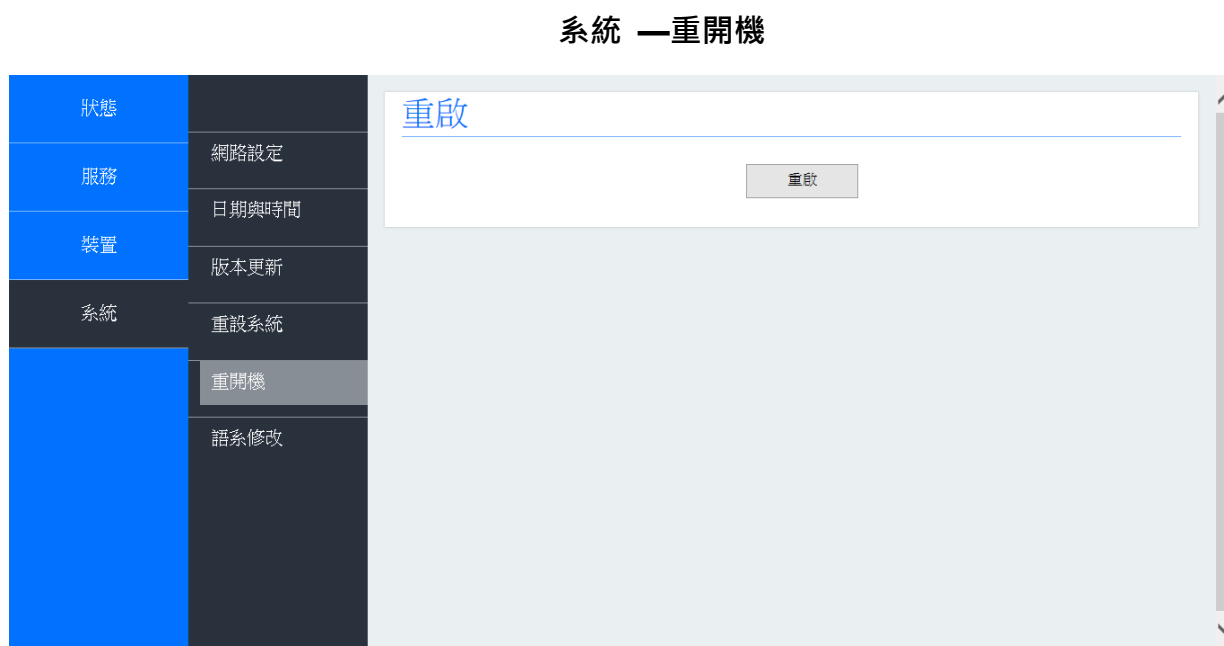 系統 —重開機
狀態
服務
裝置
系統
網路設定
日期與時間
版本更新
重設系統
重開機
語系修改
重啟
重啟